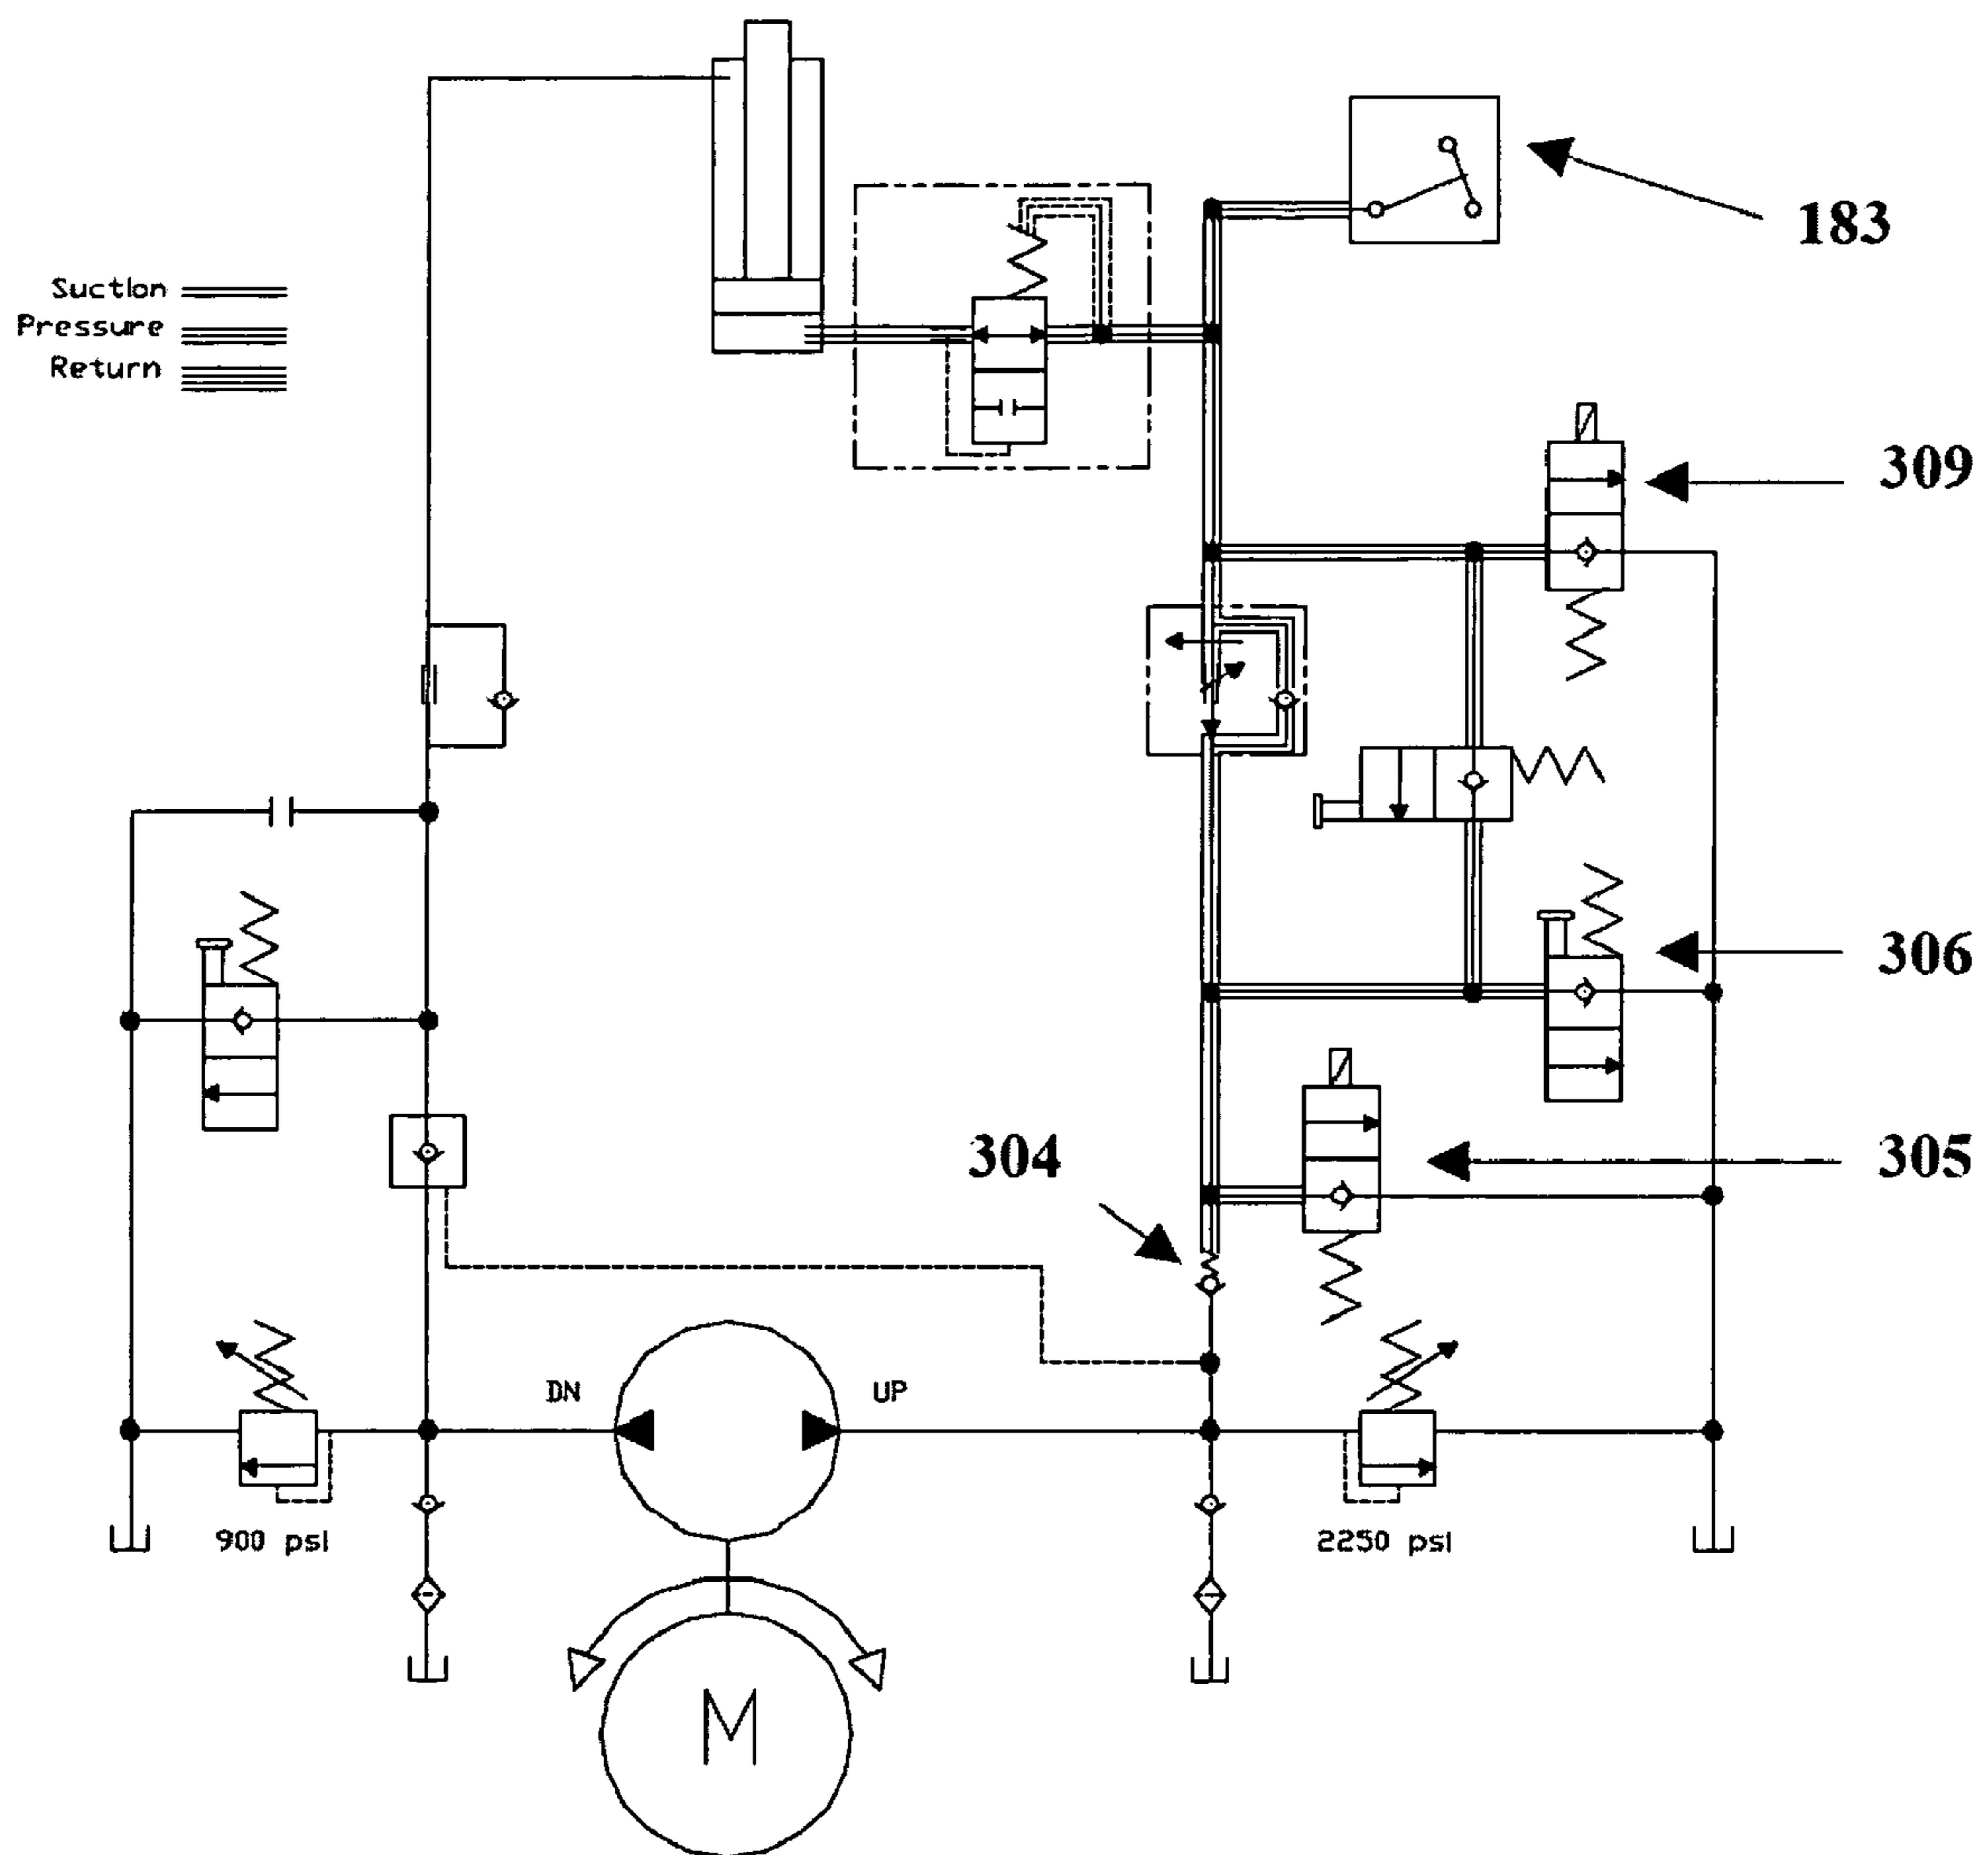 183
Suction
Pressure
Return
309
306
304
305
DN
UP
900 psi
2250 psi
M